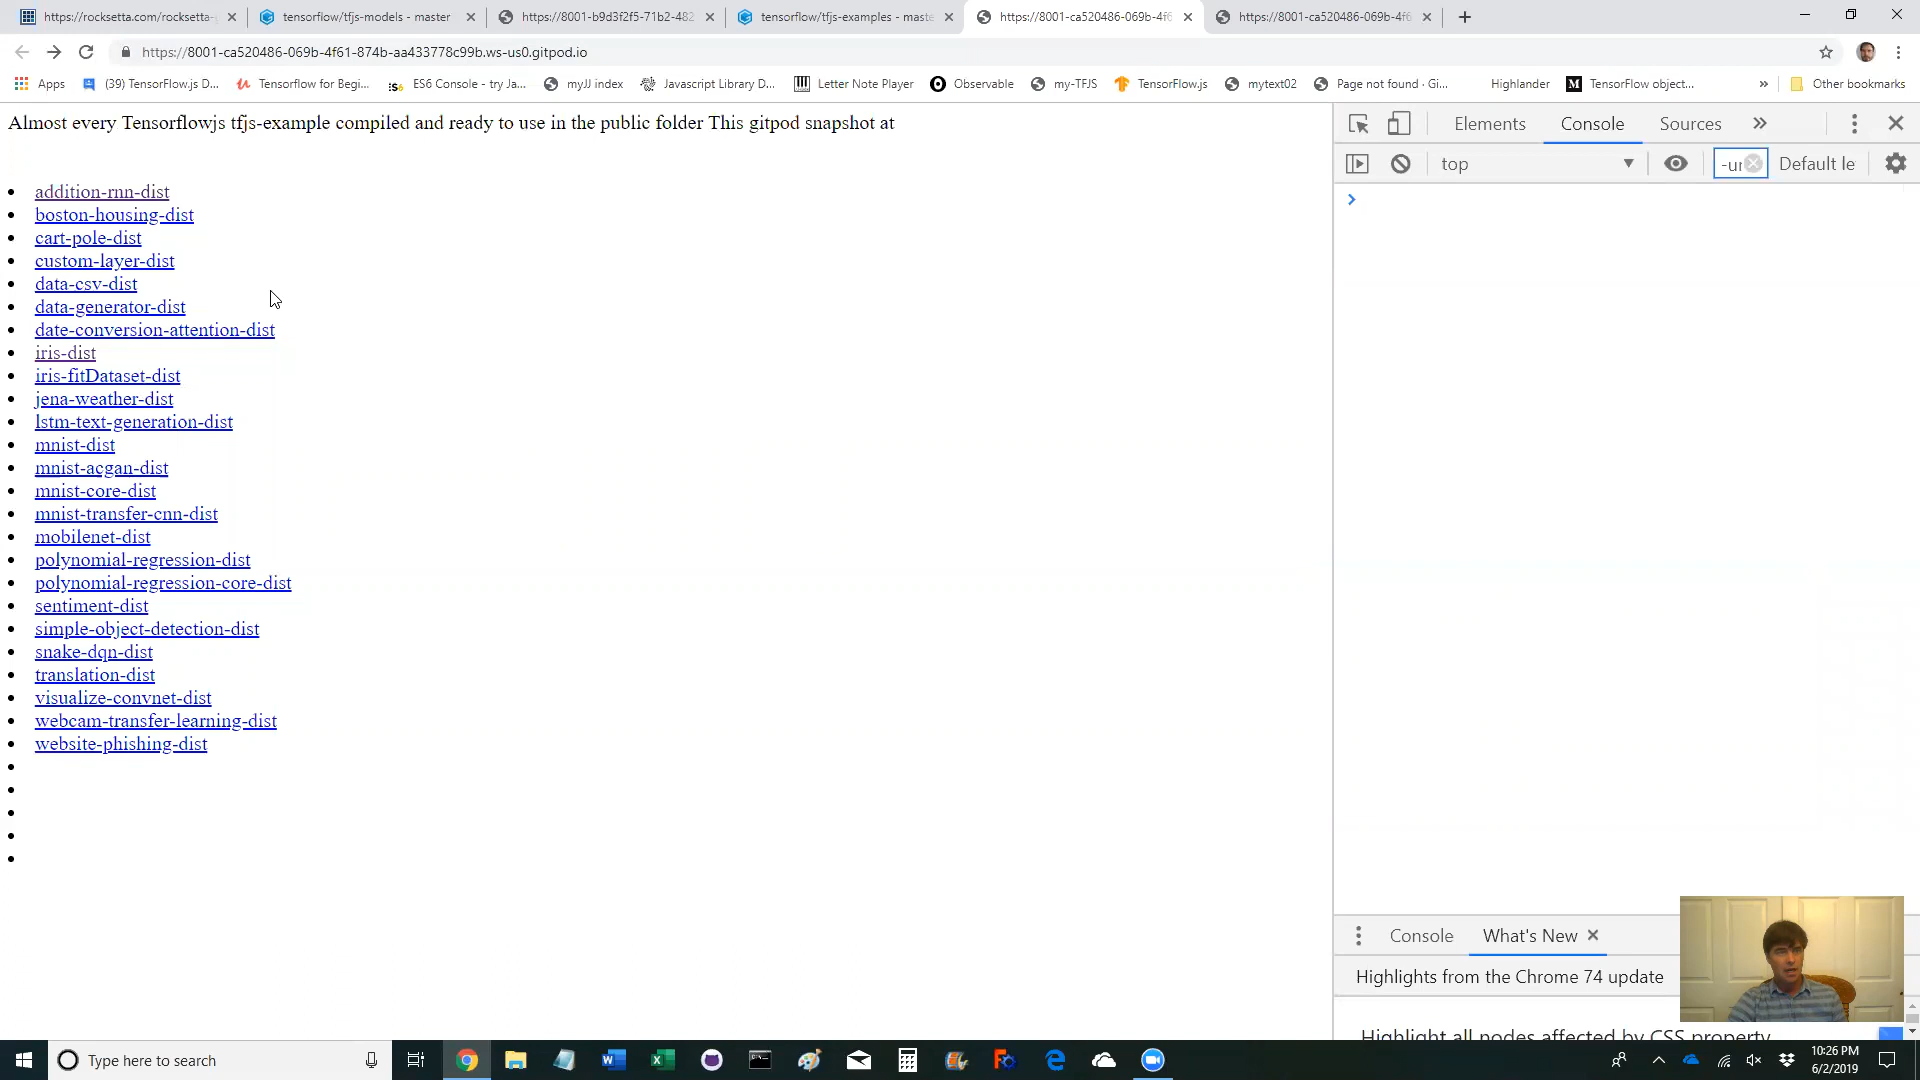 https://rocksetta.com/rocksetta-
tensorflow/tfjs-models - master
https://8001-b9d3f2f5-71b2-482
tensorflow/tfjs-examples - maste
https://8001-ca520486-069b-4f6
https://8001-ca520486-069b-4f6
https://8001-ca520486-069b-4f61-874b-aa433778c99b.ws-us0.gitpod.io
Apps
(39) TensorFlow.js D...
Tensorflow for Begi...
ES6 Console - try Ja...
myJJ index
Javascript Library D...
Letter Note Player
Observable
my-TFJS
TensorFlow.js
mytext02
Page not found · Gi...
Highlander
TensorFlow object...
»
Other bookmarks
Almost every Tensorflowjs tfjs-example compiled and ready to use in the public folder This gitpod snapshot at
addition-rnn-dist
boston-housing-dist
cart-pole-dist
custom-layer-dist
data-csv-dist
data-generator-dist
date-conversion-attention-dist
iris-dist
iris-fitDataset-dist
jena-weather-dist
lstm-text-generation-dist
mnist-dist
mnist-acgan-dist
mnist-core-dist
mnist-transfer-cnn-dist
mobilenet-dist
polynomial-regression-dist
polynomial-regression-core-dist
sentiment-dist
simple-object-detection-dist
snake-dqn-dist
translation-dist
visualize-convnet-dist
webcam-transfer-learning-dist
website-phishing-dist
Elements Console Sources »
top Default le
Console What's New
Highlights from the Chrome 74 update
Highlight all nodes affected by CSS property
Type here to search
10:26 PM
6/2/2019